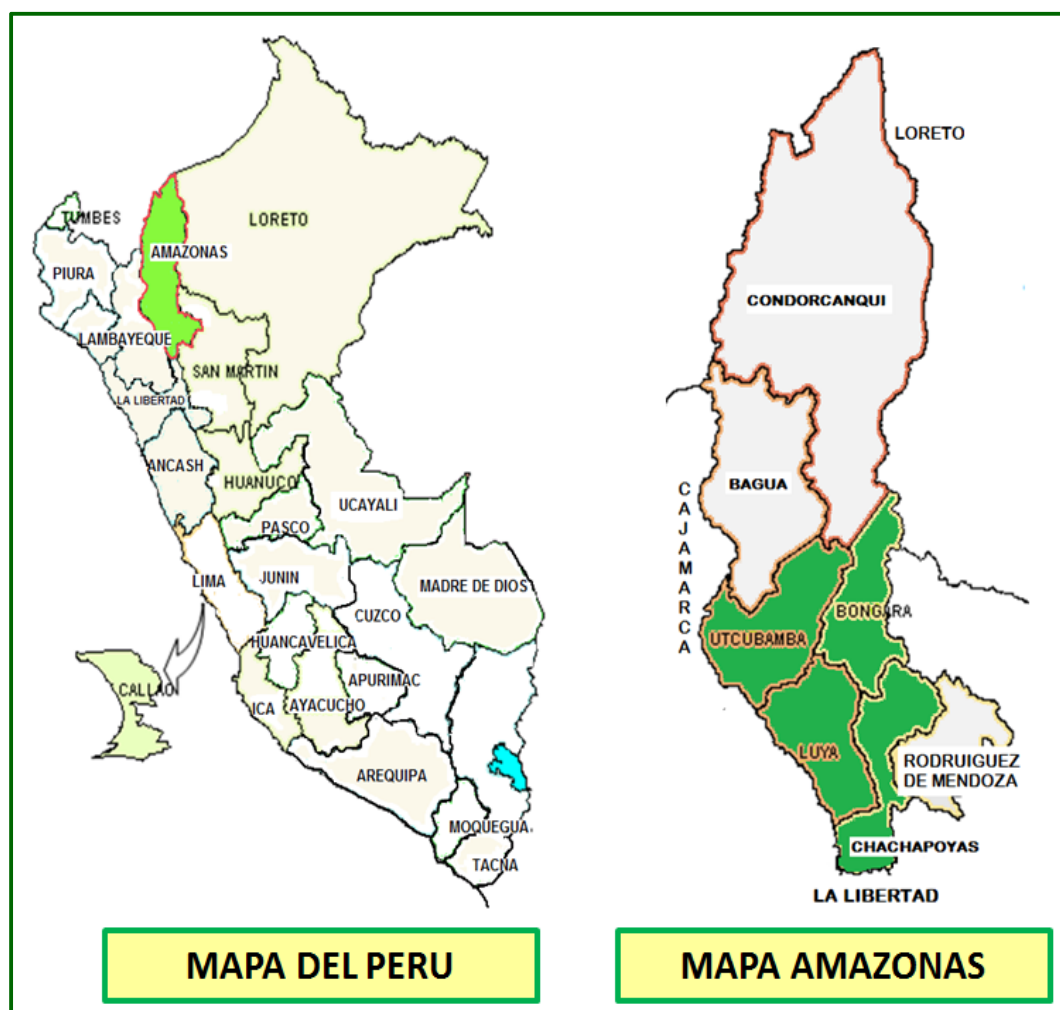 TUMBES
AMAZONAS
LORETO
PIURA
LAMBAYEQUE
SAN MARTIN
LA LIBERTAD
ANCASH
HUANUCO
UCAYALI
PASCO
LIMA
JUNIN
MADRE DE DIOS
CUZCO
HUANCAVELICA
APURIMAC
CALLAO
ICA
AYACUCHO
AREQUIPA
MOQUEGUA
TACNA
MAPA DEL PERU
LORETO
CONDORCANQUI
BAGUA
CAJAMARCA
BONGARA
UTCUBAMBA
LUYA
RODRUIGUEZ
DE MENDOZA
CHACHAPOYAS
LA LIBERTAD
MAPA AMAZONAS